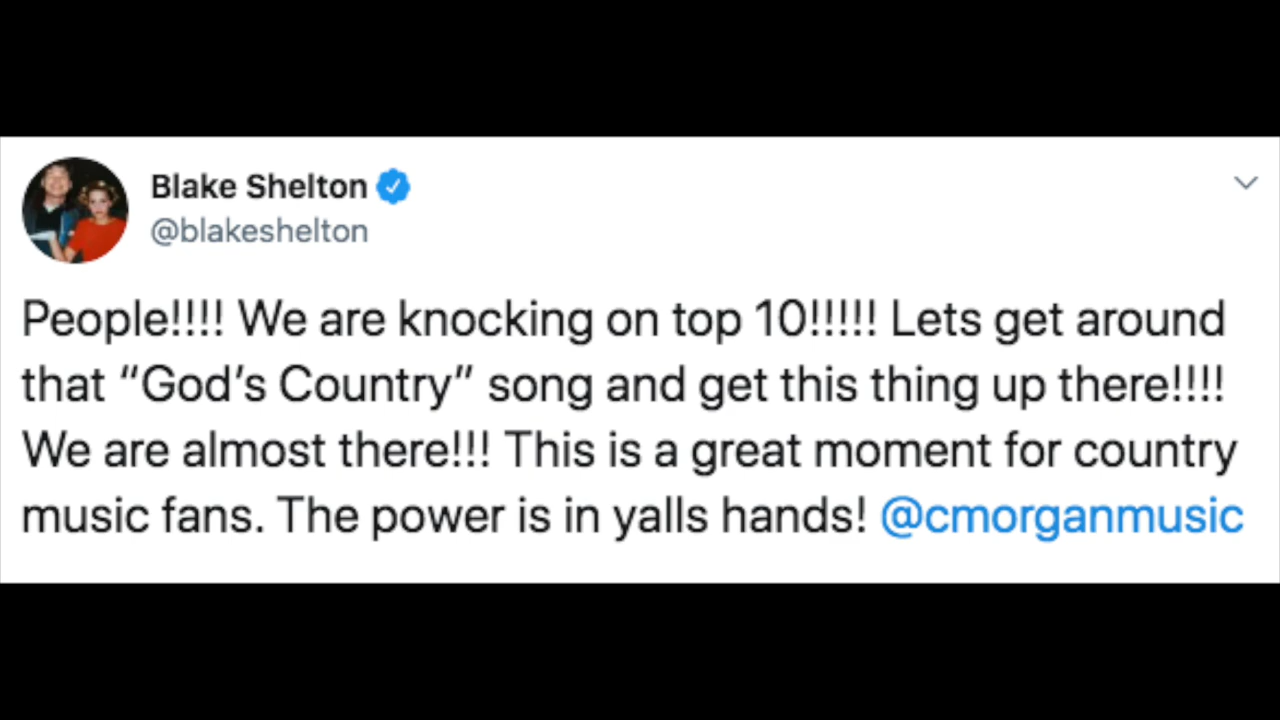 Blake Shelton
@blakeshelton
People!!!! We are knocking on top 10!!!!! Lets get around
that “God’s Country” song and get this thing up there!!!!
We are almost there!!! This is a great moment for country
music fans. The power is in yalls hands! @cmorganmusic